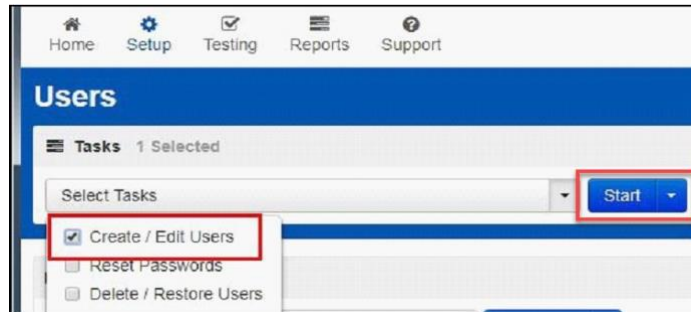 Home Setup Testing Reports Support
Users
Tasks 1 Selected
Select Tasks Start
Create / Edit Users
Reset Passwords
Delete / Restore Users